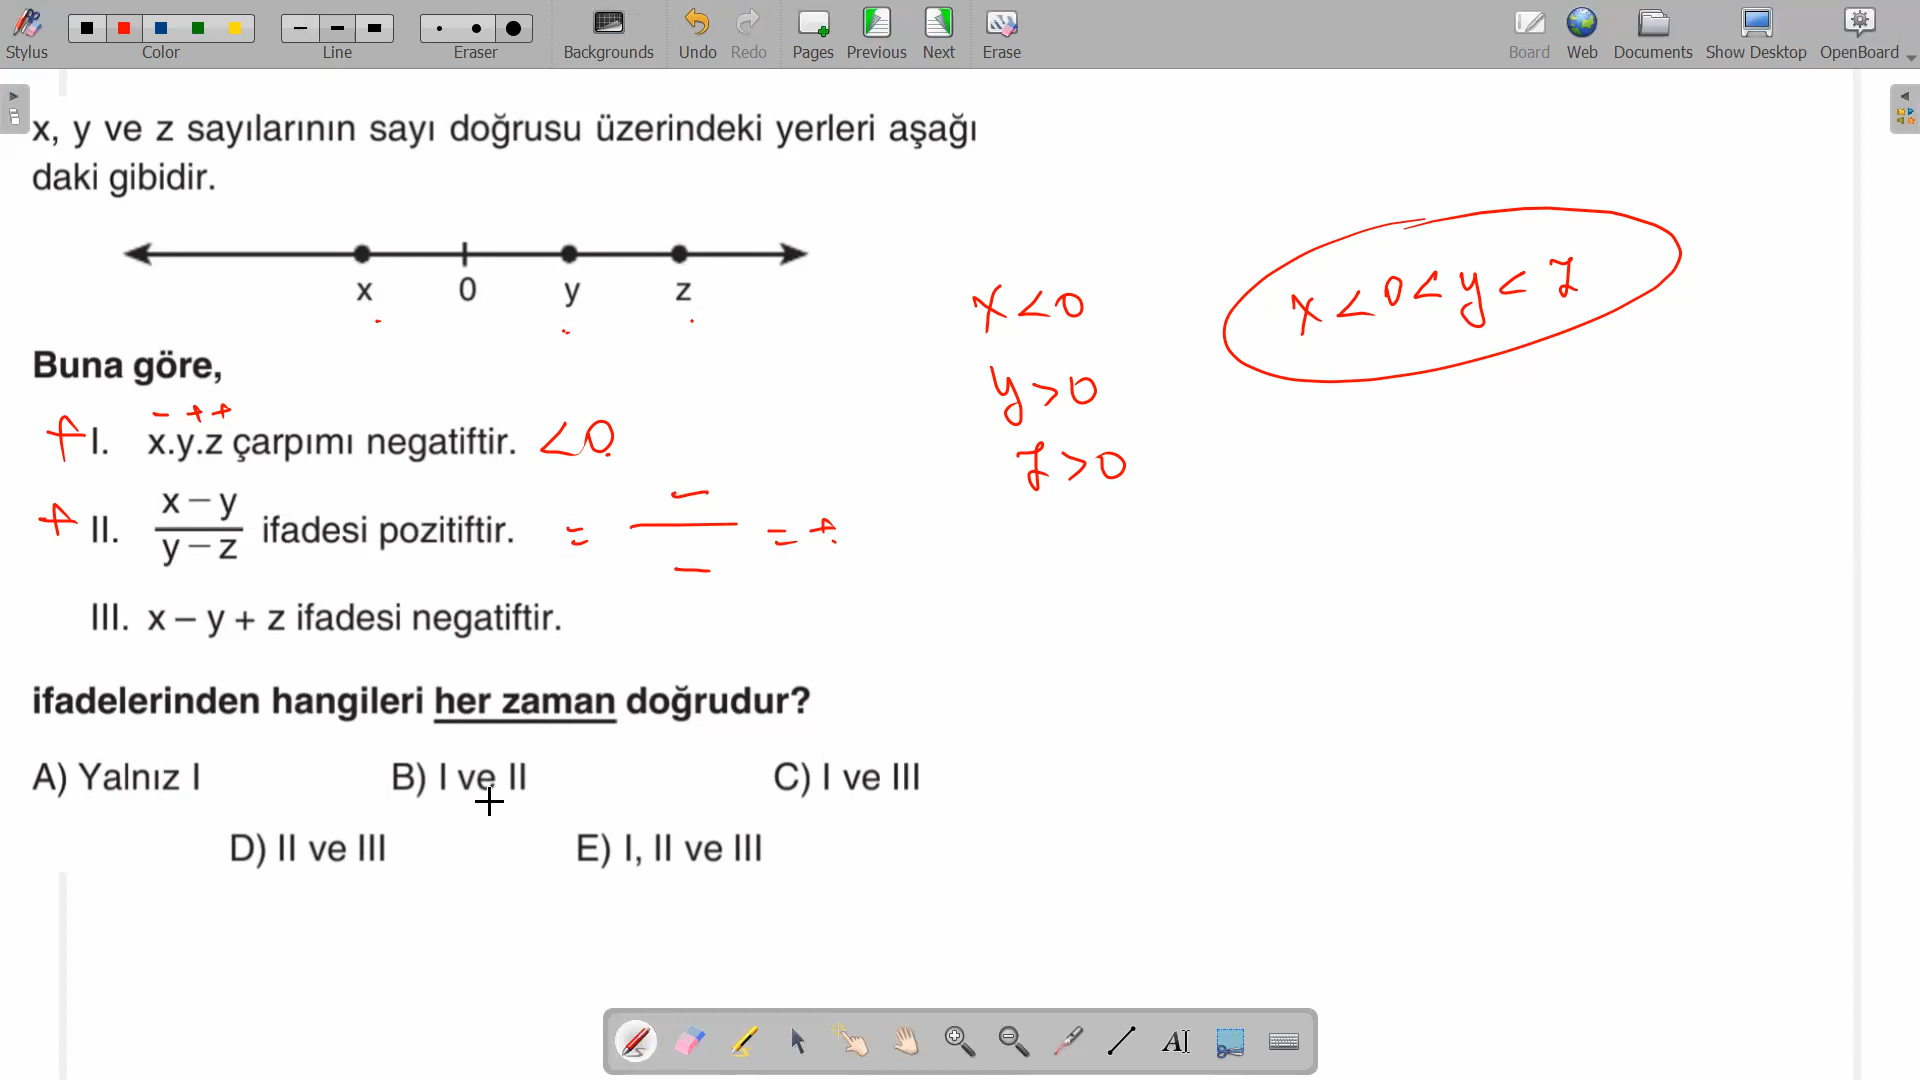 Stylus Color Line Eraser Backgrounds Undo Redo Pages Previous Next Erase Board Web Documents Show Desktop OpenBoard
x, y ve z sayılarının sayı doğrusu üzerindeki yerleri aşağı
daki gibidir.
x 0 y z
x < 0
x < 0 < y < z
y > 0
z > 0
Buna göre,
- + +
+ I. x.y.z çarpımı negatiftir. < 0
+ II. x – y / y – z ifadesi pozitiftir. = – / – = +
III. x – y + z ifadesi negatiftir.
ifadelerinden hangileri her zaman doğrudur?
A) Yalnız I B) I ve II C) I ve III
D) II ve III E) I, II ve III